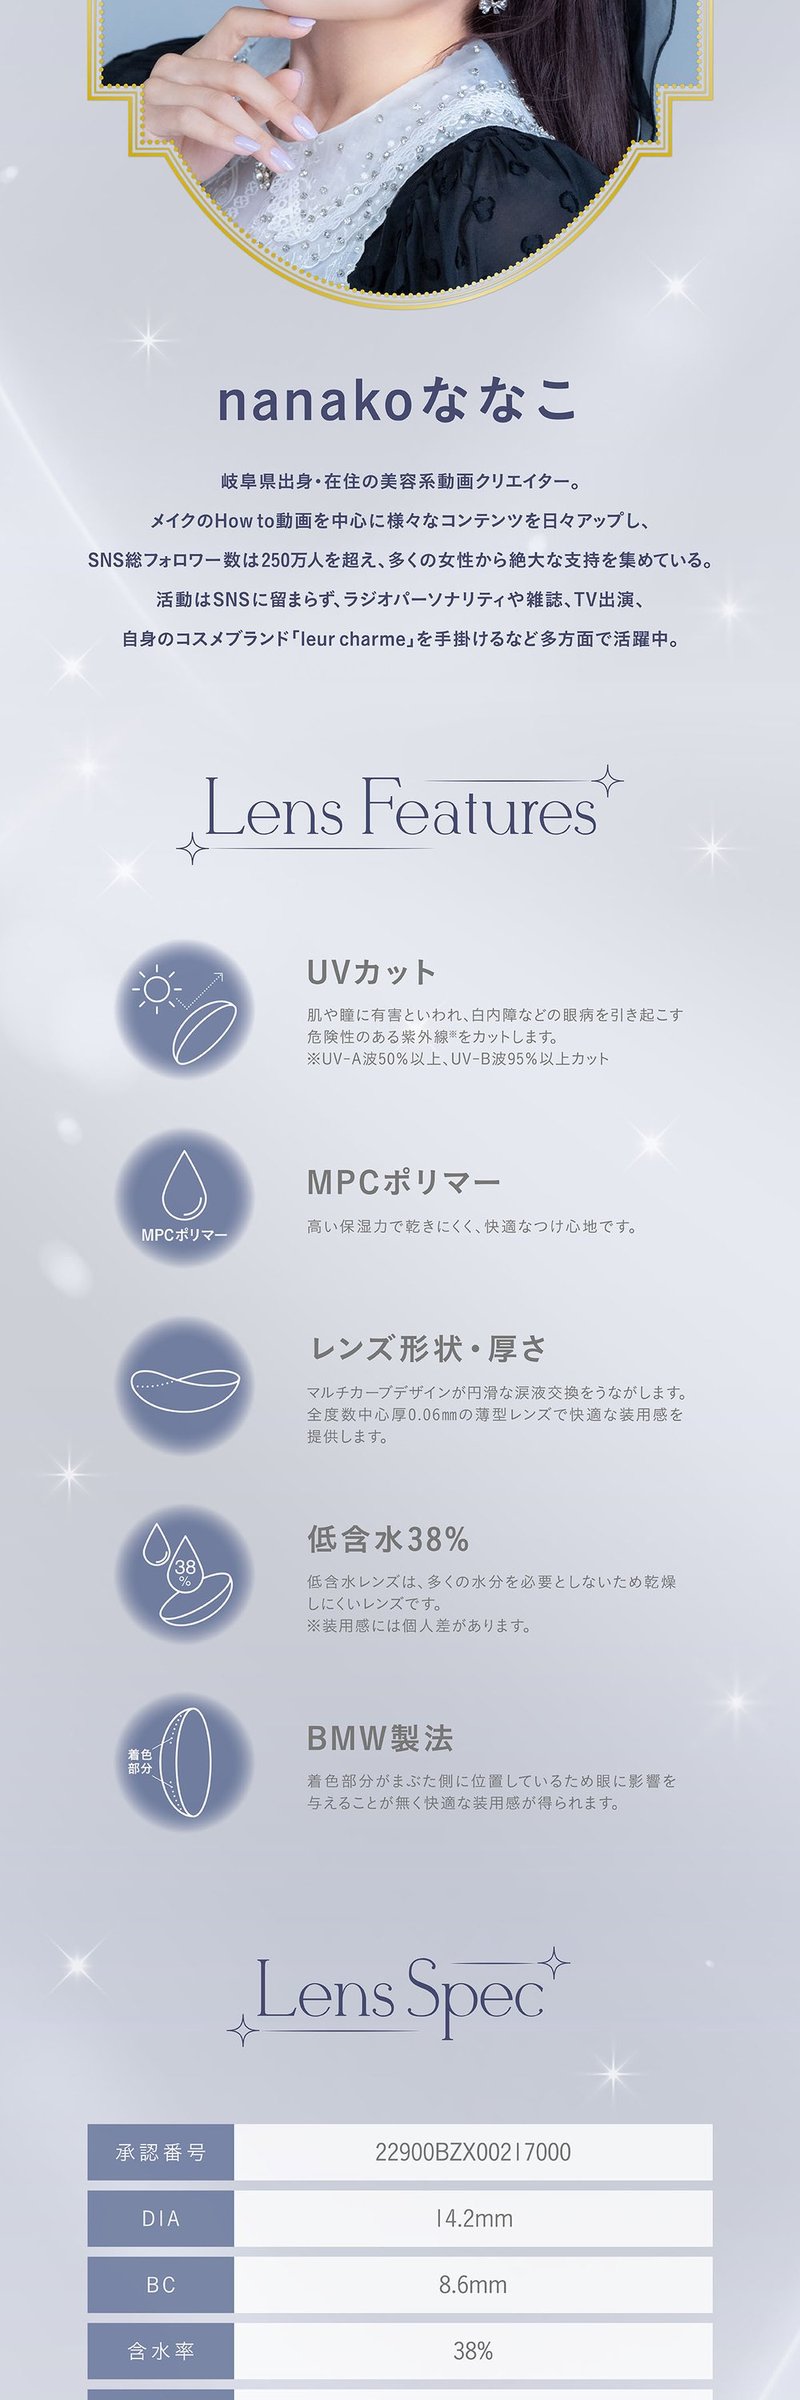 nanakoななこ
岐阜県出身・在住の美容系動画クリエイター。
メイクのHow to動画を中心に様々なコンテンツを日々アップし、
SNS総フォロワー数は250万人を超え、多くの女性から絶大な支持を集めている。
活動はSNSに留まらず、ラジオパーソナリティや雑誌、TV出演、
自身のコスメブランド「leur charme」を手掛けるなど多方面で活躍中。
Lens Features
UVカット
肌や瞳に有害といわれ、白内障などの眼病を引き起こす
危険性のある紫外線※をカットします。
※UV-A波50%以上、UV-B波95%以上カット
MPCポリマー
MPCポリマー
高い保湿力で乾きにくく、快適なつけ心地です。
レンズ形状・厚さ
マルチカーブデザインが円滑な涙液交換をうながします。
全度数中心厚0.06㎜の薄型レンズで快適な装用感を
提供します。
38
%
低含水38%
低含水レンズは、多くの水分を必要としないため乾燥
しにくいレンズです。
※装用感には個人差があります。
着色
部分
BMW製法
着色部分がまぶた側に位置しているため眼に影響を
与えることが無く快適な装用感が得られます。
Lens Spec
承認番号 22900BZX00217000
DIA 14.2mm
BC 8.6mm
含水率 38%